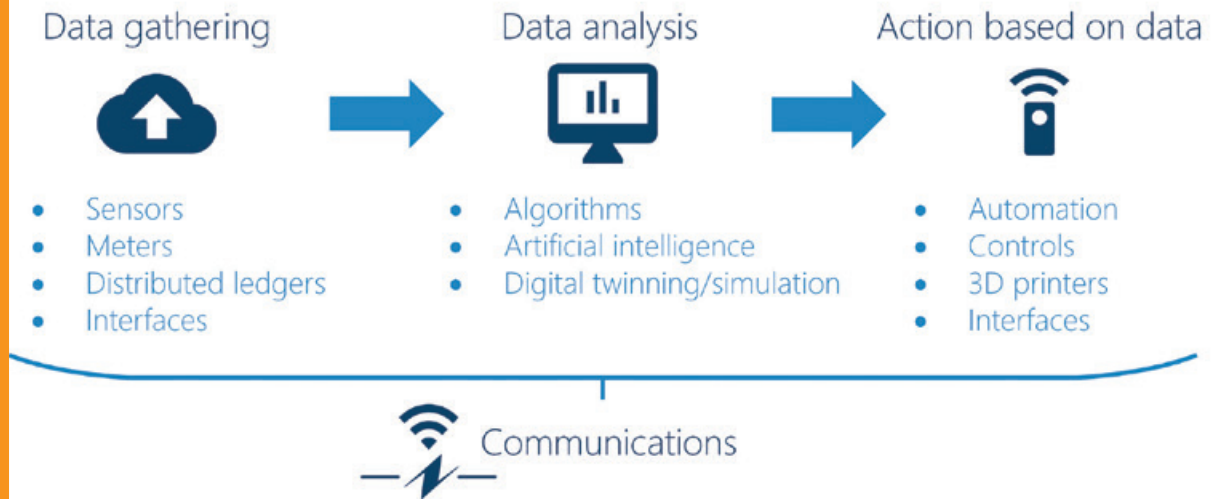 Data gathering
Data analysis
Action based on data
Sensors
Meters
Distributed ledgers
Interfaces
Algorithms
Artificial intelligence
Digital twinning/simulation
Automation
Controls
3D printers
Interfaces
Communications